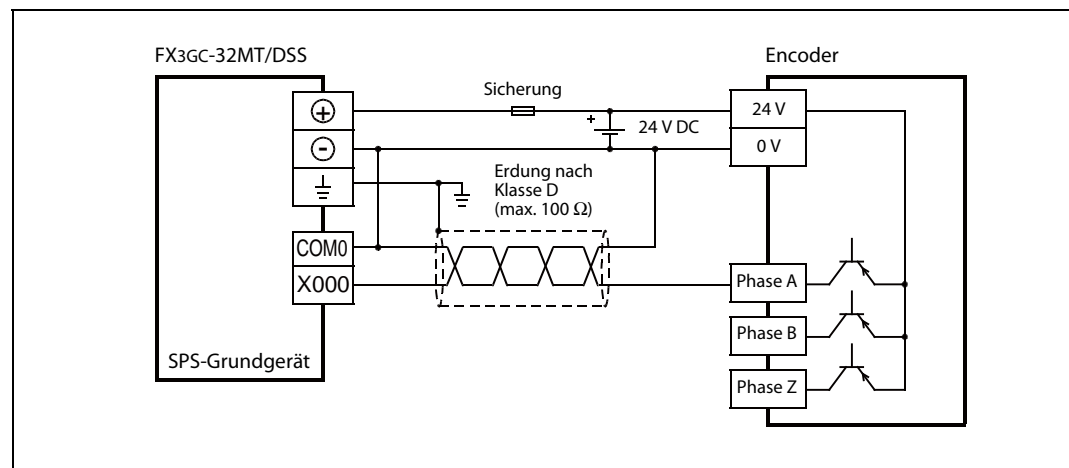 FX3GC-32MT/DSS
Encoder
Sicherung
24 V
+
24 V DC
0 V
Erdung nach
Klasse D
(max. 100 Ω)
COM0
X000
Phase A
Phase B
Phase Z
SPS-Grundgerät